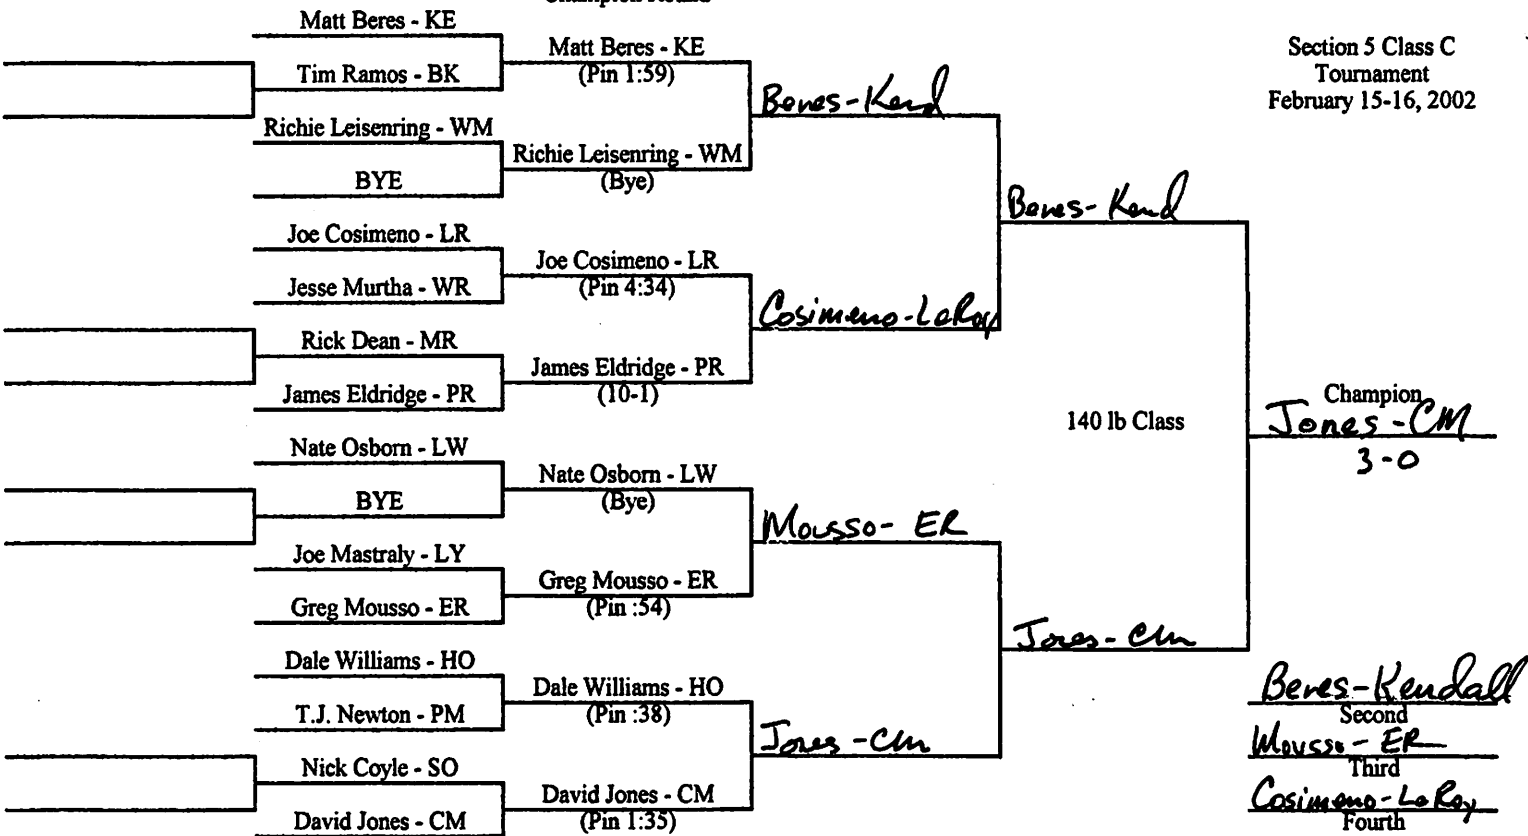 Matt Beres - KE
Tim Ramos - BK
Richie Leisenring - WM
BYE
Joe Cosimeno - LR
Jesse Murtha - WR
Rick Dean - MR
James Eldridge - PR
Nate Osborn - LW
BYE
Joe Mastraly - LY
Greg Mousso - ER
Dale Williams - HO
T.J. Newton - PM
Nick Coyle - SO
David Jones - CM
Matt Beres - KE
(Pin 1:59)
Richie Leisenring - WM
(Bye)
Joe Cosimeno - LR
(Pin 4:34)
James Eldridge - PR
(10-1)
Nate Osborn - LW
(Bye)
Greg Mousso - ER
(Pin :54)
Dale Williams - HO
(Pin :38)
David Jones - CM
(Pin 1:35)
Beres-Kend
Cosimeno-LeRoy
Mousso- ER
Jones-CM
Beres-Kend
Jones-CM
Section 5 Class C
Tournament
February 15-16, 2002
140 lb Class
Champion
Jones-CM
3-0
Beres-Kendall
Second
Mousso-ER
Third
Cosimeno-LeRoy
Fourth